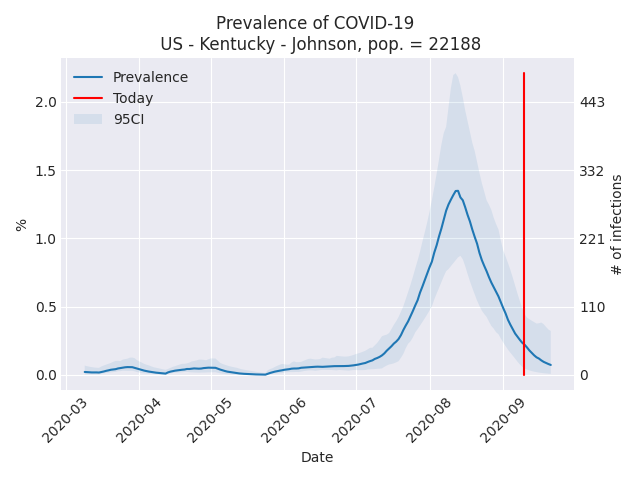 Prevalence of COVID-19
US - Kentucky - Johnson, pop. = 22188
Prevalence
Today
95CI
2.0
1.5
1.0
0.5
0.0
%
443
332
221
110
0
# of infections
2020-03
2020-04
2020-05
2020-06
2020-07
2020-08
2020-09
Date